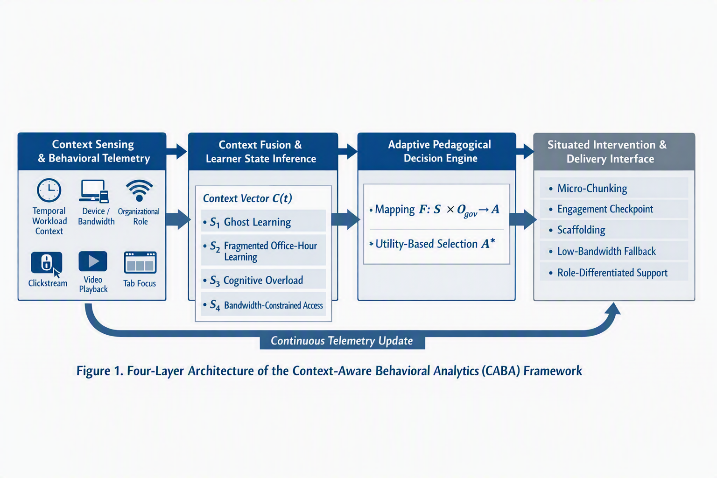 Context Sensing
& Behavioral Telemetry
Temporal
Workload
Context
Device /
Bandwidth
Organizational
Role
Clickstream
Video
Playback
Tab Focus
Context Fusion &
Learner State Inference
Context Vector C(t)
• S1 Ghost Learning
• S2 Fragmented Office-Hour
Learning
• S3 Cognitive Overload
• S4 Bandwidth-Constrained Access
Adaptive Pedagogical
Decision Engine
• Mapping F: S × Ogov → A
• Utility-Based Selection A*
Situated Intervention &
Delivery Interface
• Micro-Chunking
• Engagement Checkpoint
• Scaffolding
• Low-Bandwidth Fallback
• Role-Differentiated Support
Continuous Telemetry Update
Figure 1. Four-Layer Architecture of the Context-Aware Behavioral Analytics (CABA) Framework